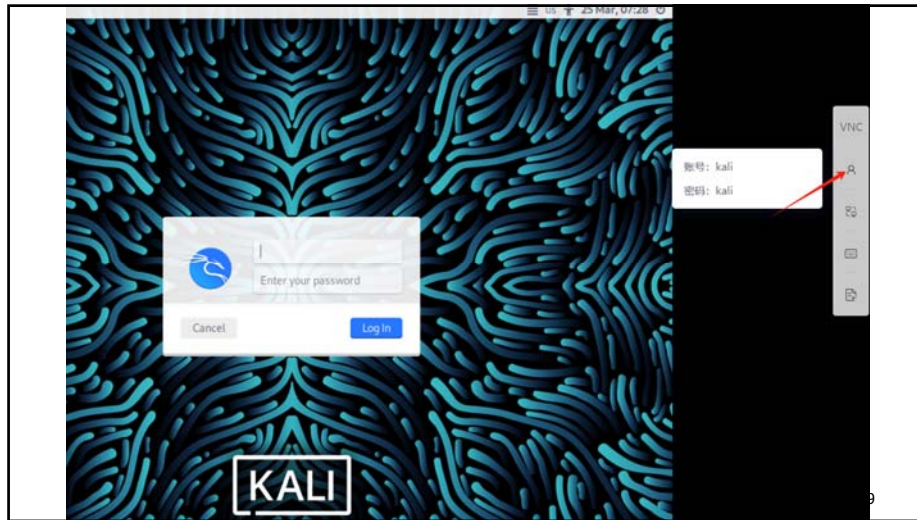 us 25 Mar, 07:28
VNC
账号: kali
密码: kali
Enter your password
Cancel
Log In
KALI
9